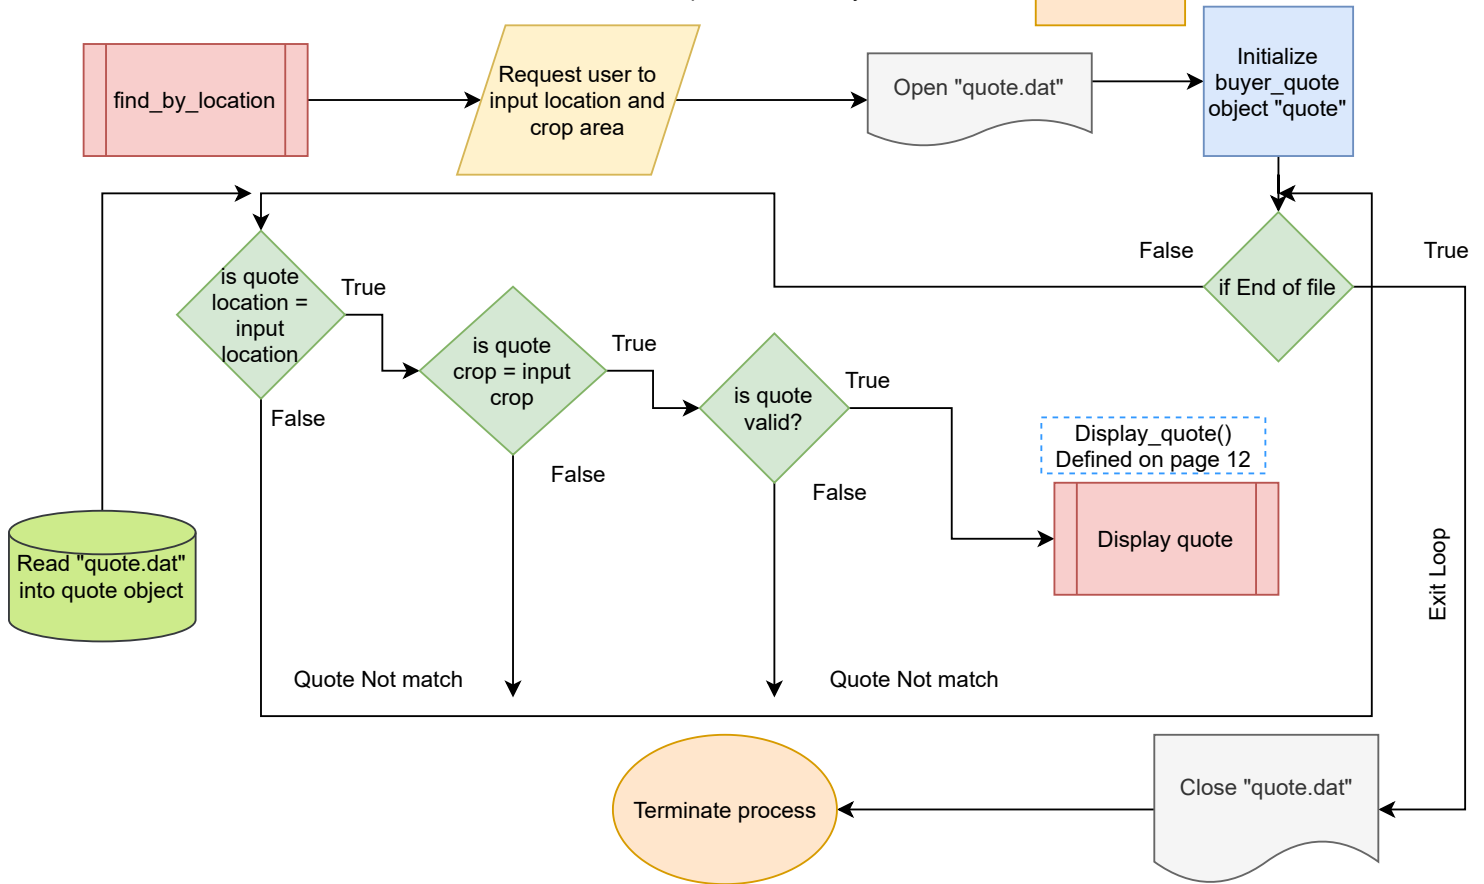 find_by_location
Request user to
input location and
crop area
Open "quote.dat"
Initialize
buyer_quote
object "quote"
False
True
if End of file
is quote
location =
input
location
True
False
is quote
crop = input
crop
True
False
is quote
valid?
True
False
Display_quote()
Defined on page 12
Display quote
Read "quote.dat"
into quote object
Exit Loop
Quote Not match
Quote Not match
Close "quote.dat"
Terminate process